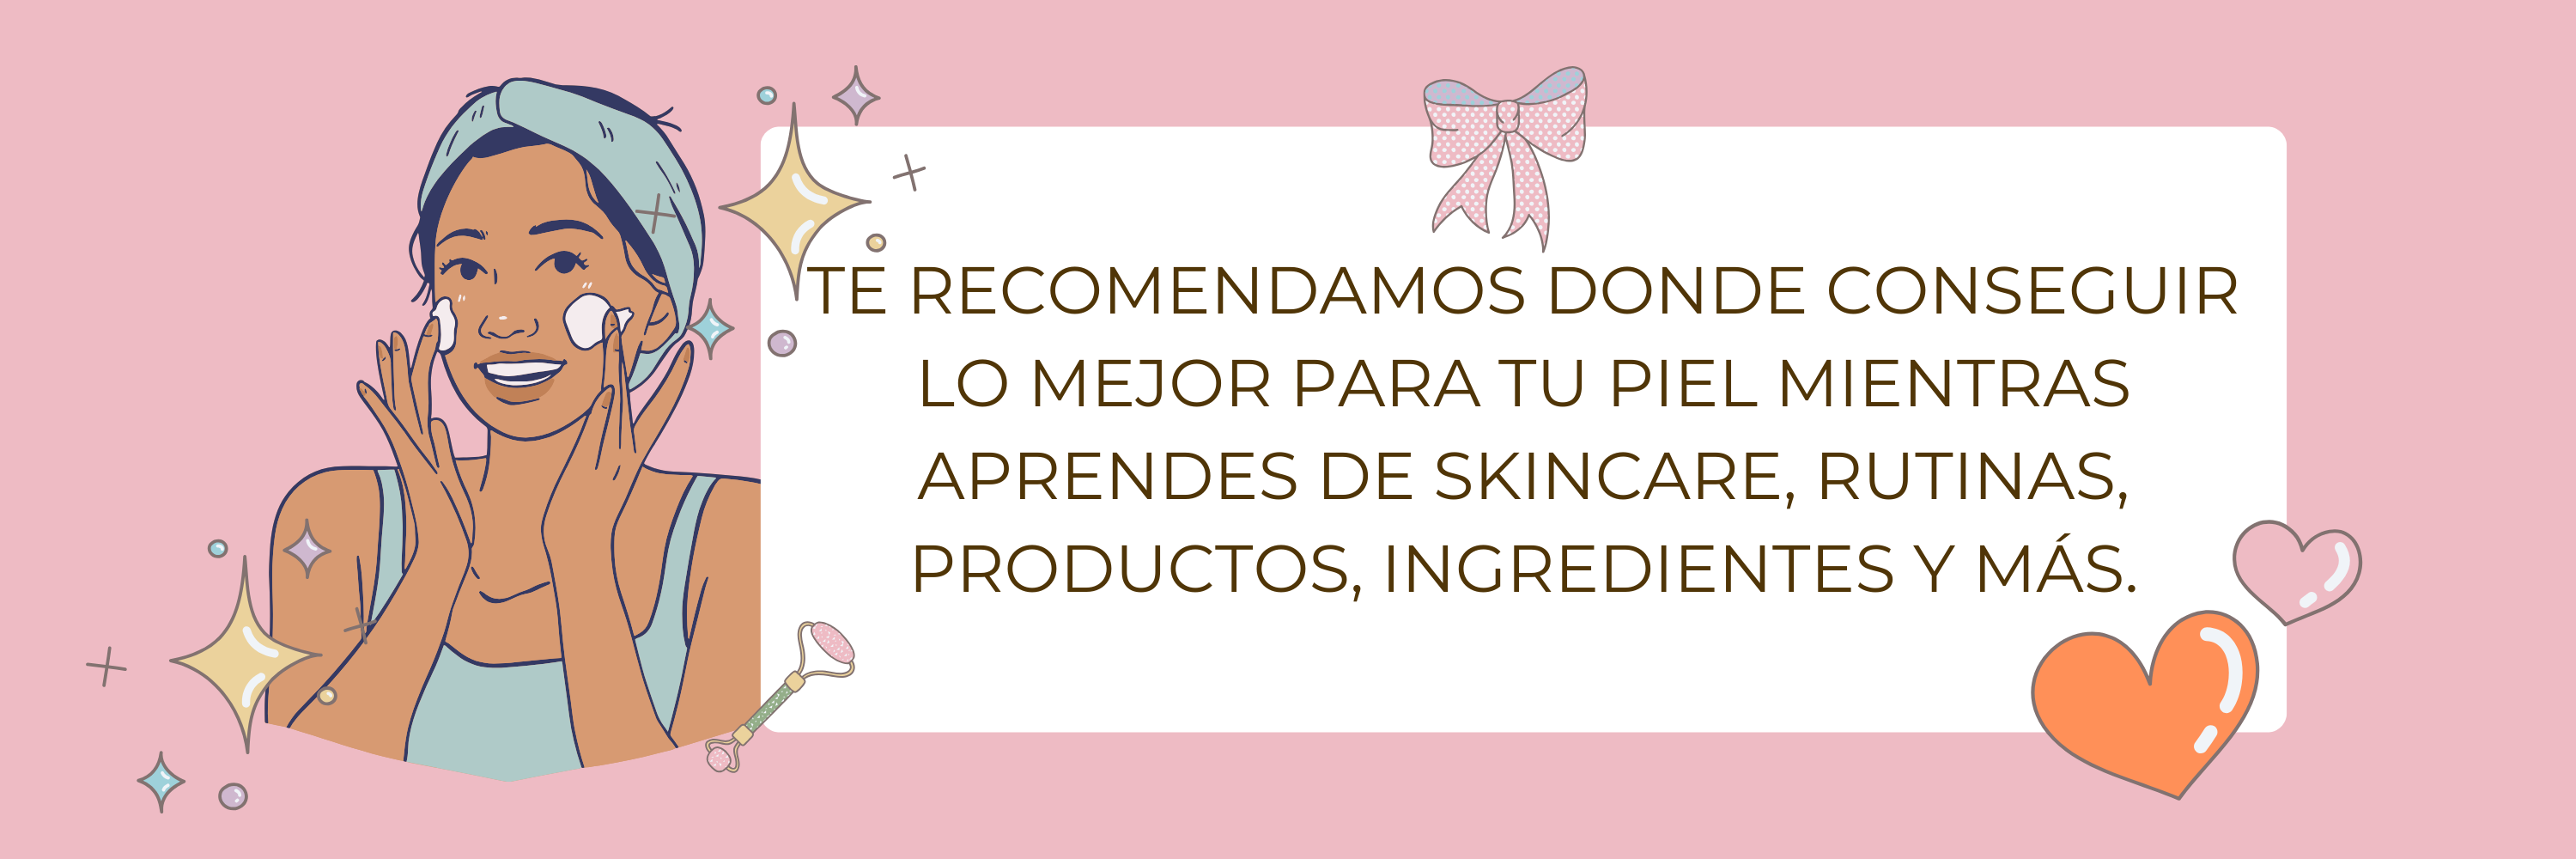 TE RECOMENDAMOS DONDE CONSEGUIR
LO MEJOR PARA TU PIEL MIENTRAS
APRENDES DE SKINCARE, RUTINAS,
PRODUCTOS, INGREDIENTES Y MÁS.